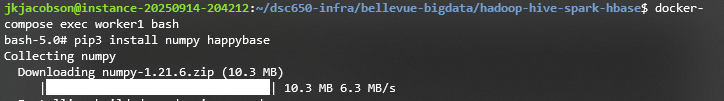 jkjacobson@instance-20250914-204212:~/dsc650-infra/bellevue-bigdata/hadoop-hive-spark-hbase$ docker-
compose exec worker1 bash
bash-5.0# pip3 install numpy happybase
Collecting numpy
Downloading numpy-1.21.6.zip (10.3 MB)
| | 10.3 MB 6.3 MB/s